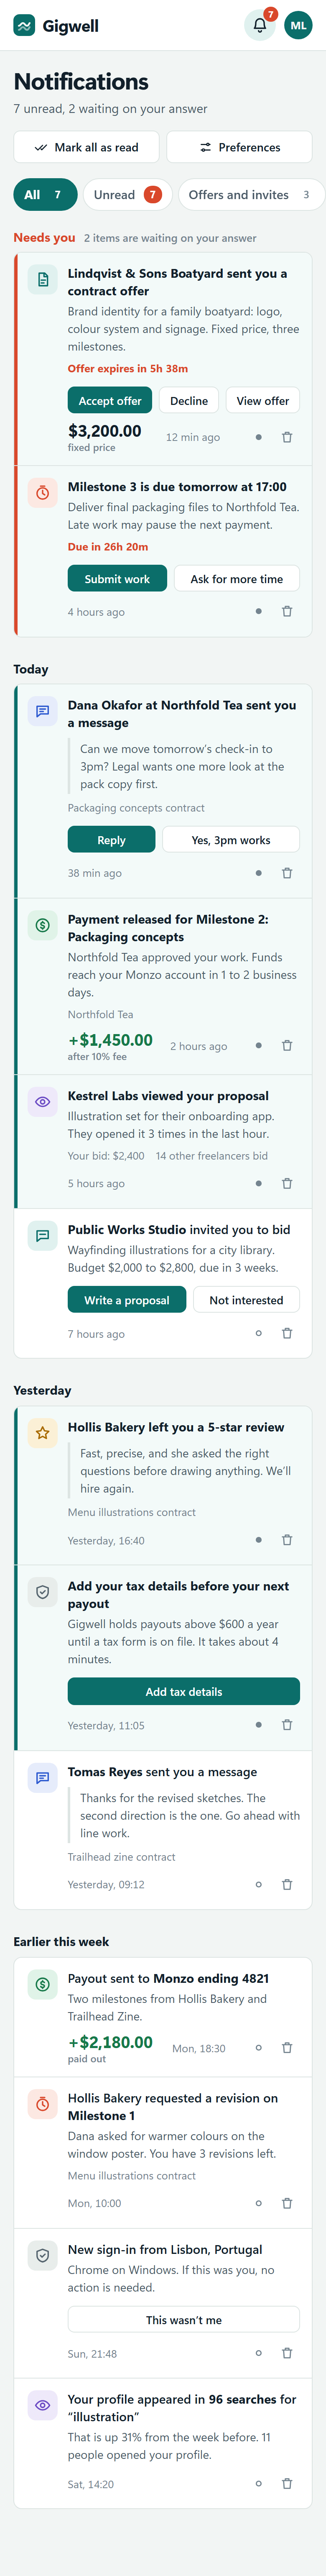 Gigwell
7
ML
Notifications
7 unread, 2 waiting on your answer
Mark all as read
Preferences
All 7
Unread 7
Offers and invites 3
Needs you 2 items are waiting on your answer
Lindqvist & Sons Boatyard sent you a
contract offer
Brand identity for a family boatyard: logo,
colour system and signage. Fixed price, three
milestones.
Offer expires in 5h 38m
Accept offer
Decline
View offer
$3,200.00
fixed price
12 min ago
Milestone 3 is due tomorrow at 17:00
Deliver final packaging files to Northfold Tea.
Late work may pause the next payment.
Due in 26h 20m
Submit work
Ask for more time
4 hours ago
Today
Dana Okafor at Northfold Tea sent you
a message
Can we move tomorrow's check-in to
3pm? Legal wants one more look at the
pack copy first.
Packaging concepts contract
Reply
Yes, 3pm works
38 min ago
Payment released for Milestone 2:
Packaging concepts
Northfold Tea approved your work. Funds
reach your Monzo account in 1 to 2 business
days.
Northfold Tea
+$1,450.00
after 10% fee
2 hours ago
Kestrel Labs viewed your proposal
Illustration set for their onboarding app.
They opened it 3 times in the last hour.
Your bid: $2,400 14 other freelancers bid
5 hours ago
Public Works Studio invited you to bid
Wayfinding illustrations for a city library.
Budget $2,000 to $2,800, due in 3 weeks.
Write a proposal
Not interested
7 hours ago
Yesterday
Hollis Bakery left you a 5-star review
Fast, precise, and she asked the right
questions before drawing anything. We'll
hire again.
Menu illustrations contract
Yesterday, 16:40
Add your tax details before your next
payout
Gigwell holds payouts above $600 a year
until a tax form is on file. It takes about 4
minutes.
Add tax details
Yesterday, 11:05
Tomas Reyes sent you a message
Thanks for the revised sketches. The
second direction is the one. Go ahead with
line work.
Trailhead zine contract
Yesterday, 09:12
Earlier this week
Payout sent to Monzo ending 4821
Two milestones from Hollis Bakery and
Trailhead Zine.
+$2,180.00
paid out
Mon, 18:30
Hollis Bakery requested a revision on
Milestone 1
Dana asked for warmer colours on the
window poster. You have 3 revisions left.
Menu illustrations contract
Mon, 10:00
New sign-in from Lisbon, Portugal
Chrome on Windows. If this was you, no
action is needed.
This wasn't me
Sun, 21:48
Your profile appeared in 96 searches for
“illustration”
That is up 31% from the week before. 11
people opened your profile.
Sat, 14:20